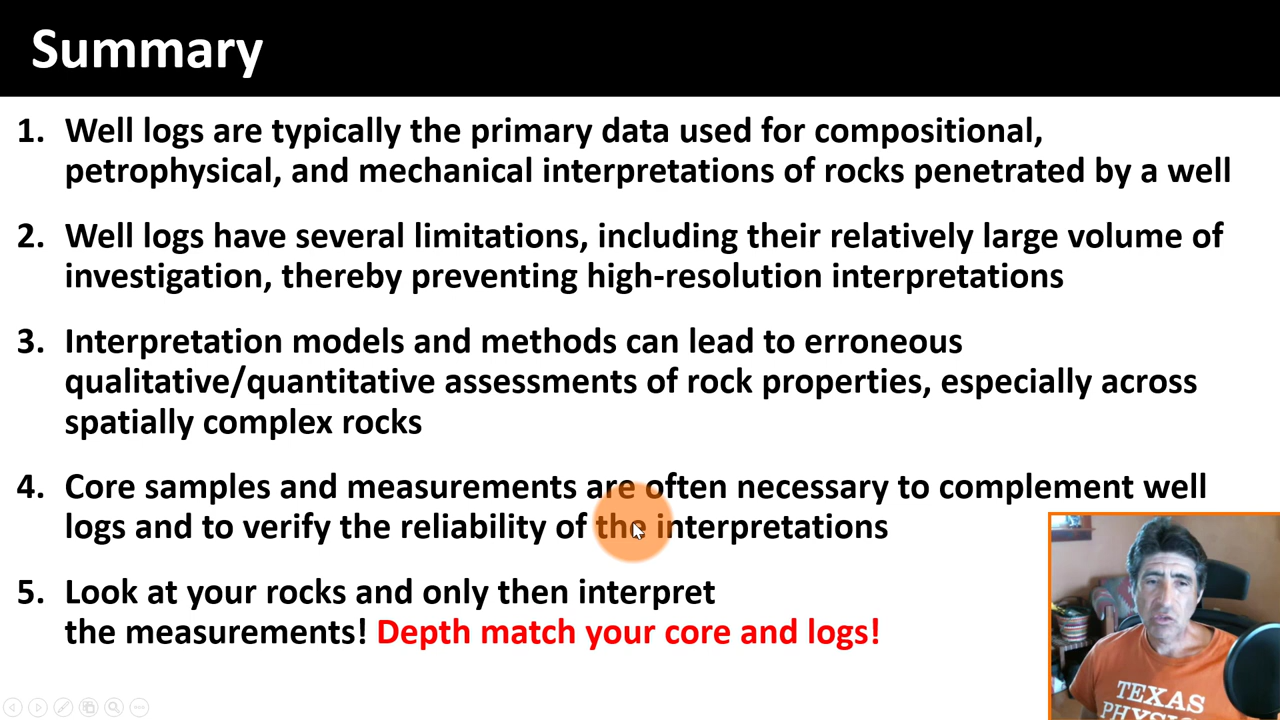 Summary
1. Well logs are typically the primary data used for compositional,
petrophysical, and mechanical interpretations of rocks penetrated by a well
2. Well logs have several limitations, including their relatively large volume of
investigation, thereby preventing high-resolution interpretations
3. Interpretation models and methods can lead to erroneous
qualitative/quantitative assessments of rock properties, especially across
spatially complex rocks
4. Core samples and measurements are often necessary to complement well
logs and to verify the reliability of the interpretations
5. Look at your rocks and only then interpret
the measurements! Depth match your core and logs!
TEXAS